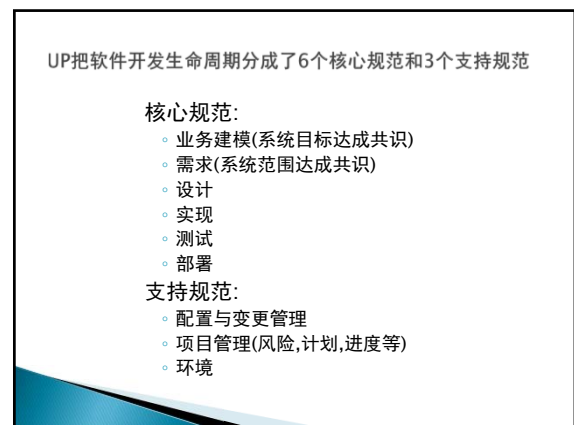 UP把软件开发生命周期分成了6个核心规范和3个支持规范
核心规范:
◦ 业务建模(系统目标达成共识)
◦ 需求(系统范围达成共识)
◦ 设计
◦ 实现
◦ 测试
◦ 部署
支持规范:
◦ 配置与变更管理
◦ 项目管理(风险,计划,进度等)
◦ 环境